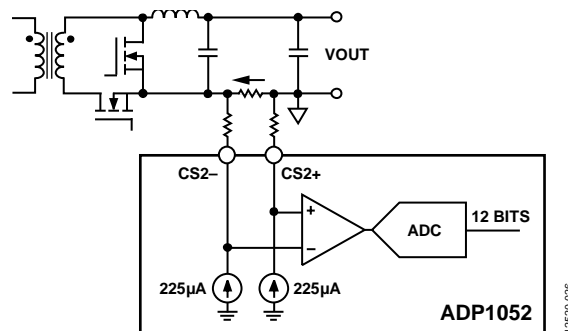 VOUT
CS2–
CS2+
+
–
ADC
12 BITS
225µA
225µA
ADP1052